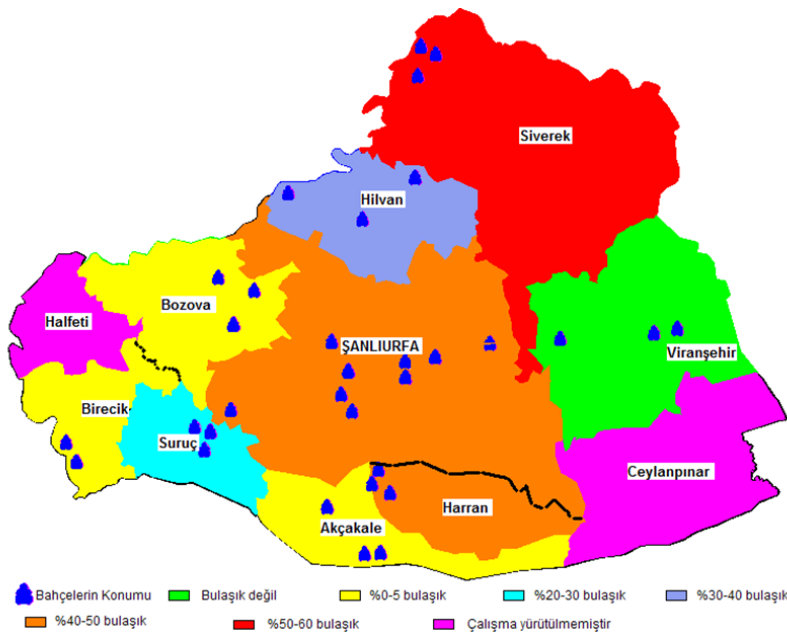 Siverek
Hilvan
Bozova
Halfeti
ŞANLIURFA
Viranşehir
Birecik
Suruç
Ceylanpınar
Harran
Akçakale
Bahçelerin Konumu
Bulaşık değil
%0-5 bulaşık
%20-30 bulaşık
%30-40 bulaşık
%40-50 bulaşık
%50-60 bulaşık
Çalışma yürütülmemiştir